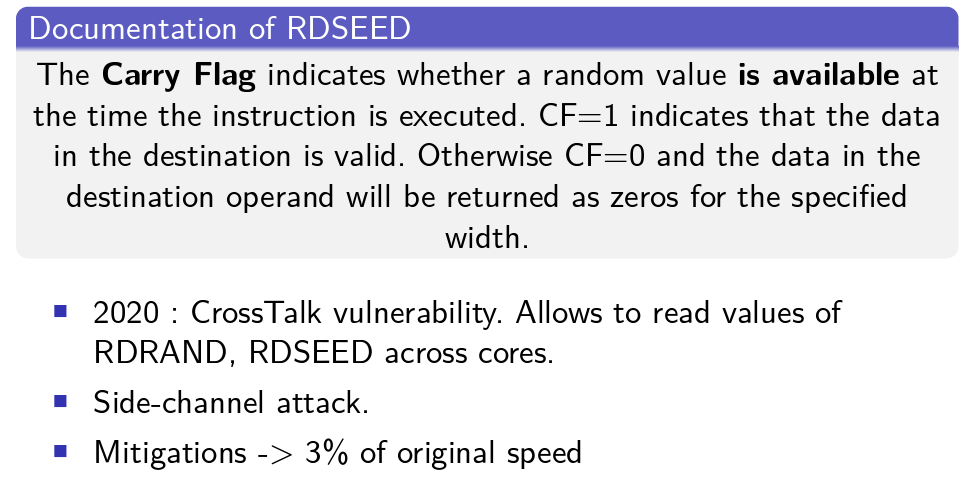 Documentation of RDSEED
The Carry Flag indicates whether a random value is available at
the time the instruction is executed. CF=1 indicates that the data
in the destination is valid. Otherwise CF=0 and the data in the
destination operand will be returned as zeros for the specified
width.
2020 : CrossTalk vulnerability. Allows to read values of
RDRAND, RDSEED across cores.
Side-channel attack.
Mitigations -> 3% of original speed